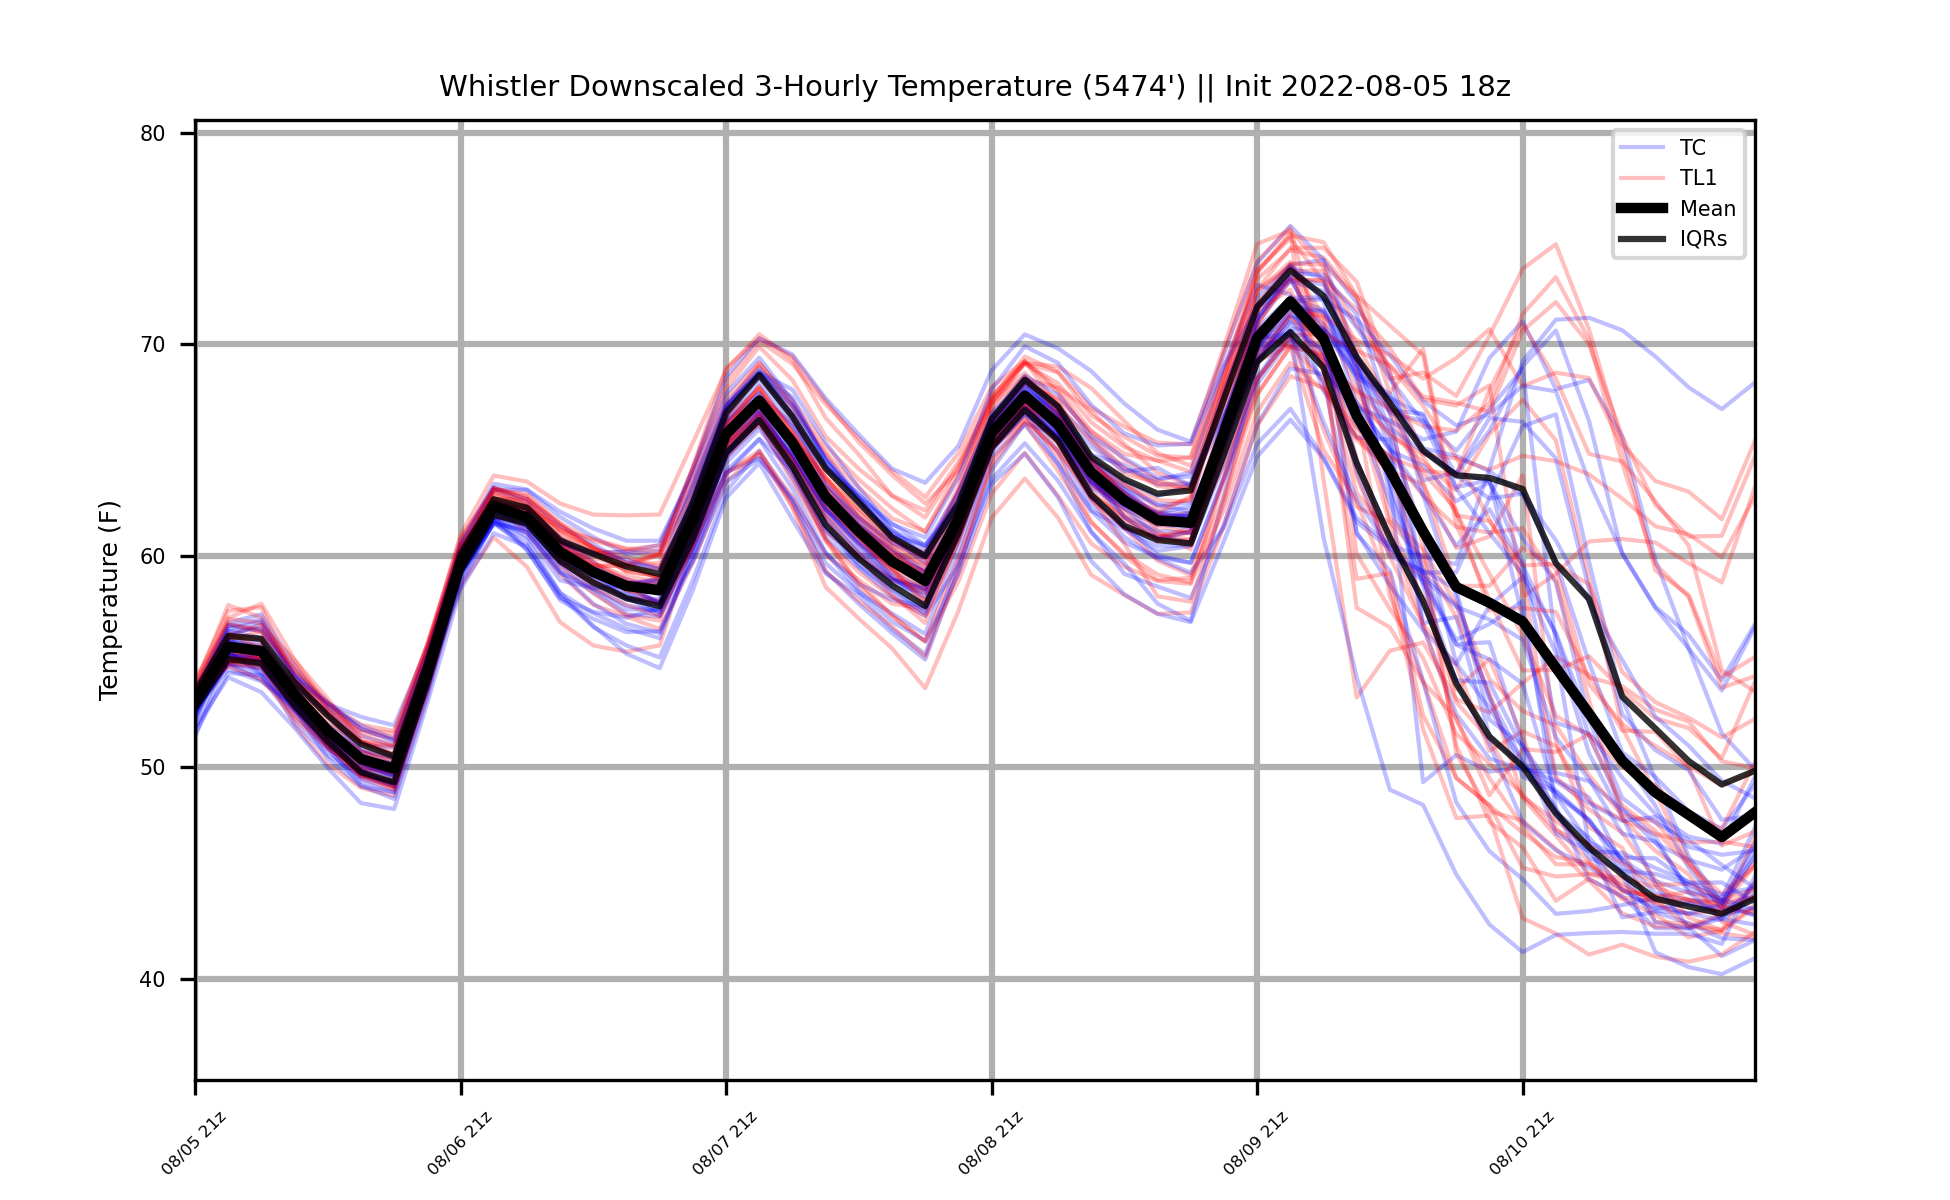 Whistler Downscaled 3-Hourly Temperature (5474') || Init 2022-08-05 18z
80
70
60
50
40
Temperature (F)
TC
TL1
Mean
IQRs
08/05 21z
08/06 21z
08/07 21z
08/08 21z
08/09 21z
08/10 21z